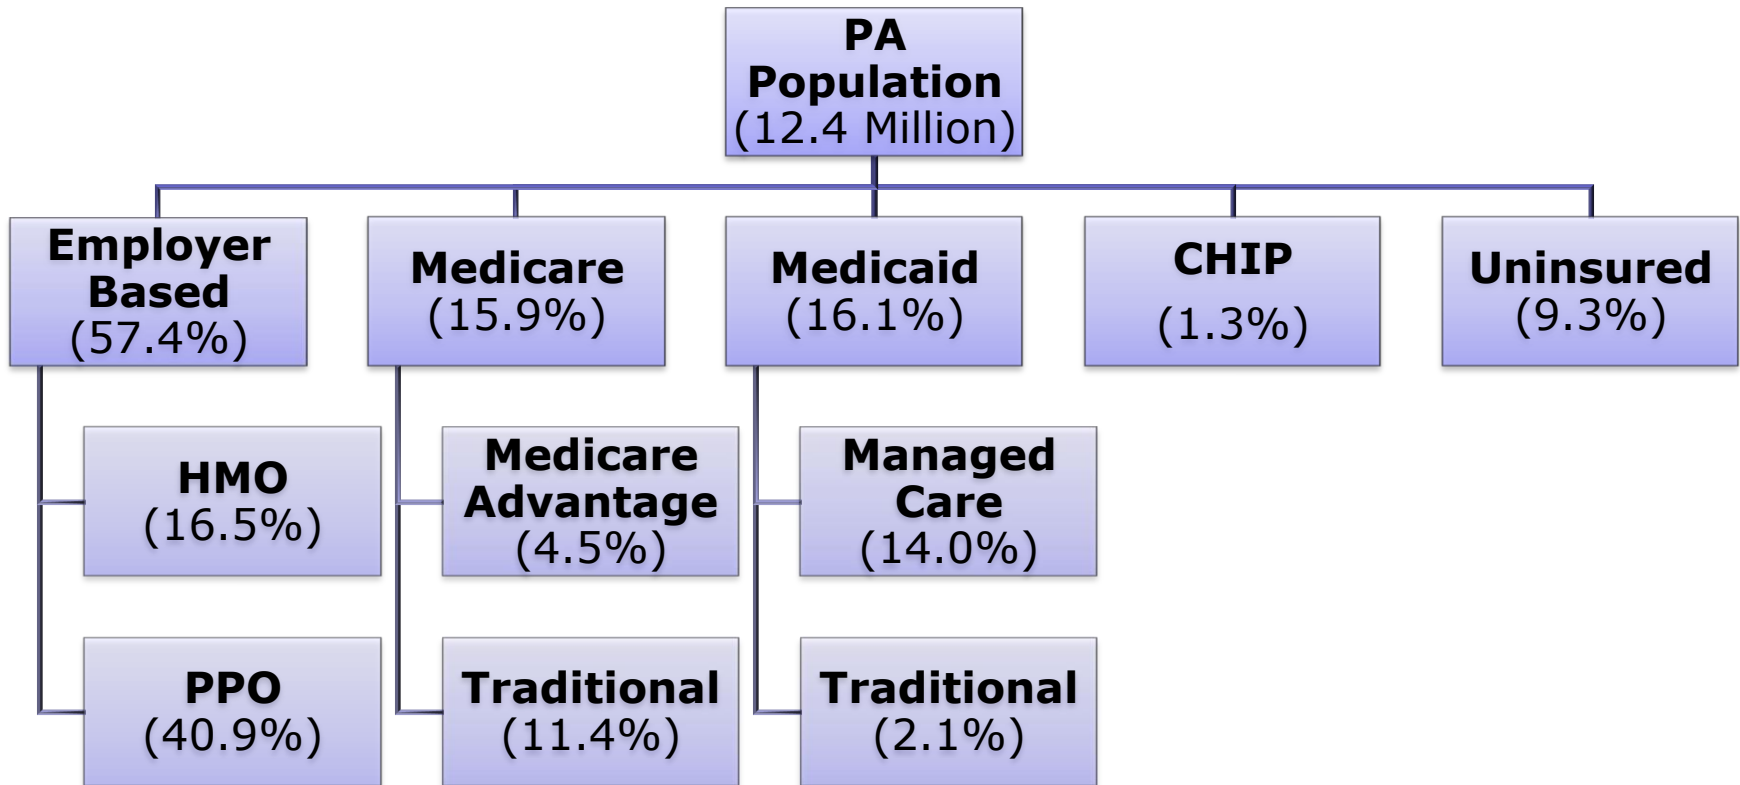 PA
Population
(12.4 Million)
Employer
Based
(57.4%)
Medicare
(15.9%)
Medicaid
(16.1%)
CHIP
(1.3%)
Uninsured
(9.3%)
HMO
(16.5%)
Medicare
Advantage
(4.5%)
Managed
Care
(14.0%)
PPO
(40.9%)
Traditional
(11.4%)
Traditional
(2.1%)